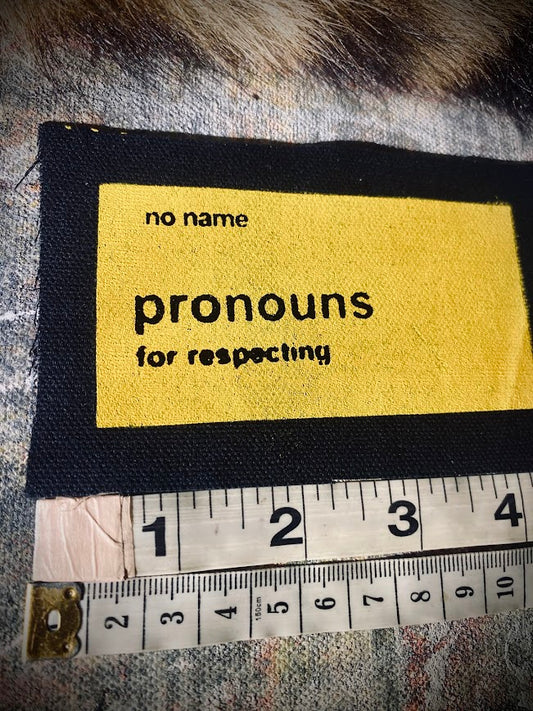 no name
pronouns
for respecting
1 2 3 4
2 3 4 150cm 5 6 7 8 9 10